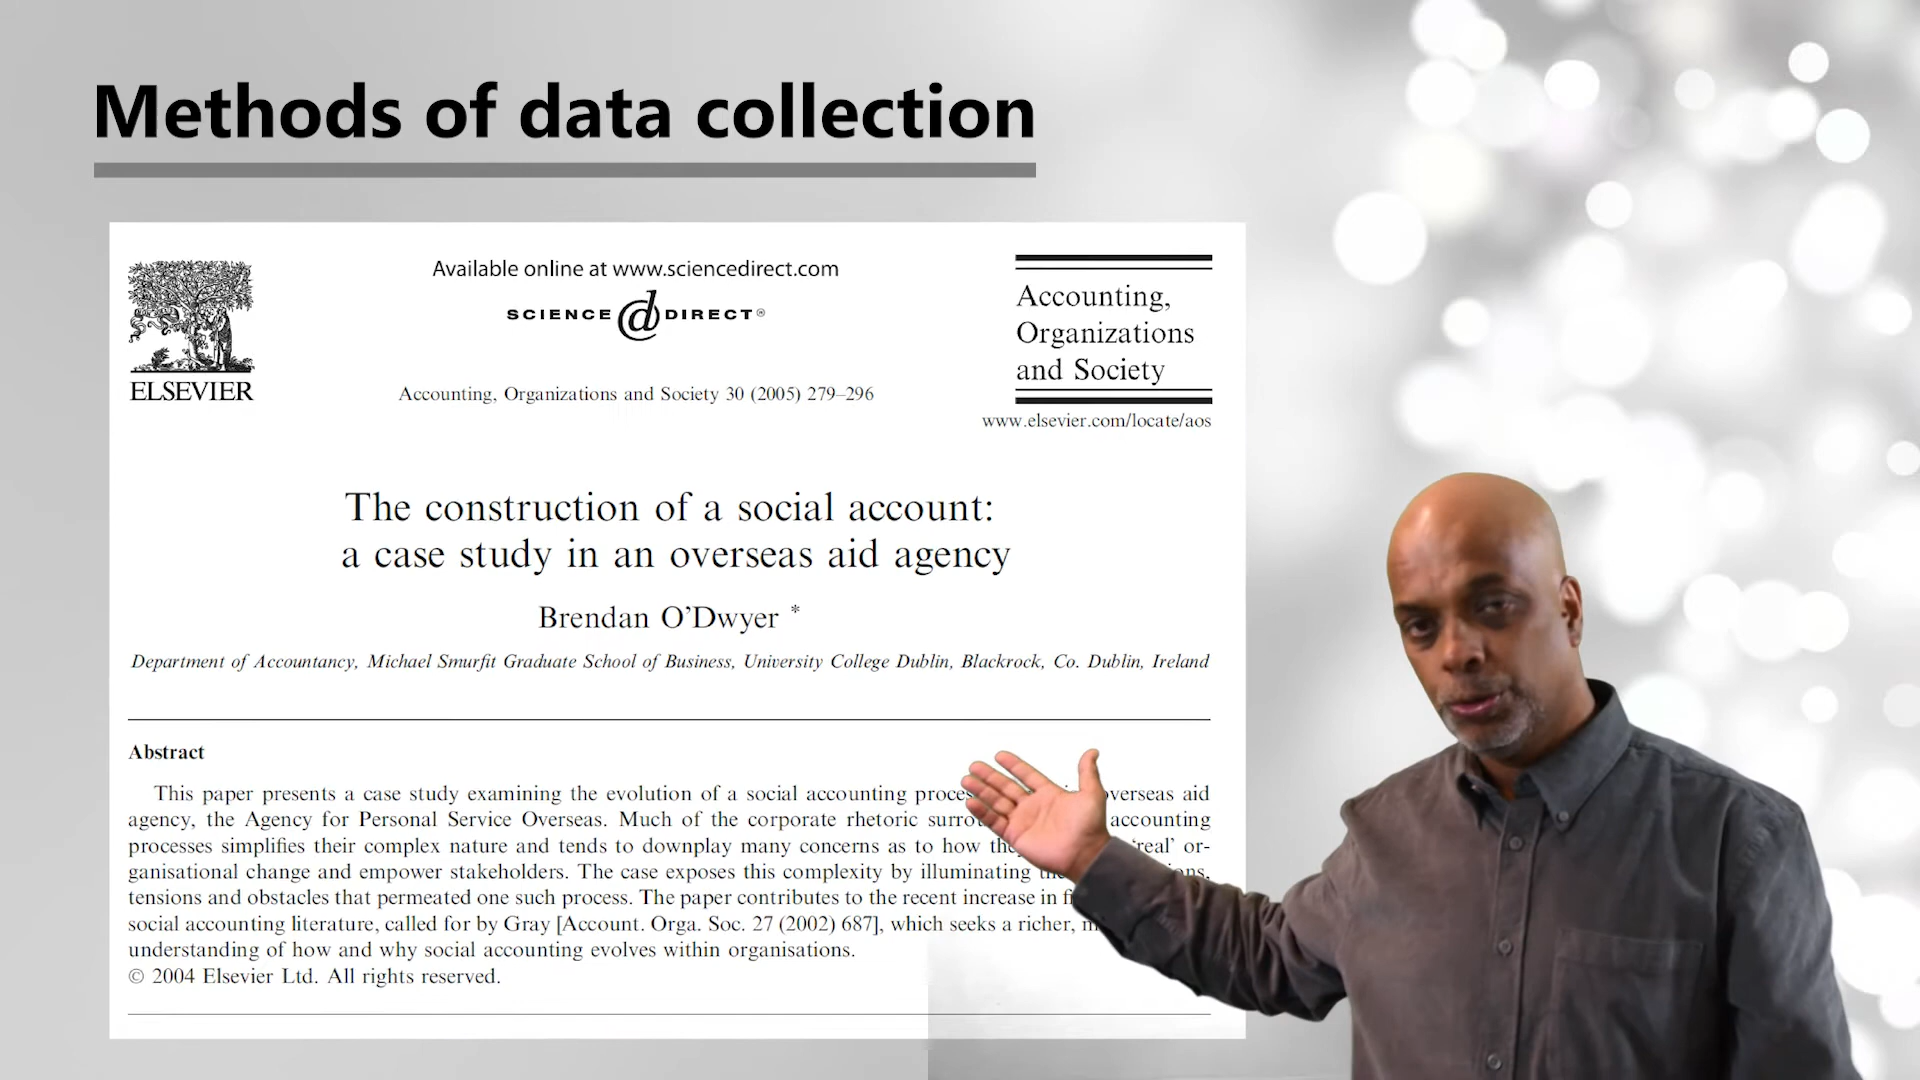 Methods of data collection
Available online at www.sciencedirect.com
SCIENCE d DIRECT®
ELSEVIER
Accounting, Organizations and Society 30 (2005) 279–296
Accounting,
Organizations
and Society
www.elsevier.com/locate/aos
The construction of a social account:
a case study in an overseas aid agency
Brendan O'Dwyer *
Department of Accountancy, Michael Smurfit Graduate School of Business, University College Dublin, Blackrock, Co. Dublin, Ireland
Abstract
This paper presents a case study examining the evolution of a social accounting overseas aid
agency, the Agency for Personal Service Overseas. Much of the corporate rhetoric accounting
processes simplifies their complex nature and tends to downplay many concerns as to how 'real' or-
ganisational change and empower stakeholders. The case exposes this complexity by illuminating
tensions and obstacles that permeated one such process. The paper contributes to the recent increase in
social accounting literature, called for by Gray [Account. Orga. Soc. 27 (2002) 687], which seeks a richer,
understanding of how and why social accounting evolves within organisations.
© 2004 Elsevier Ltd. All rights reserved.